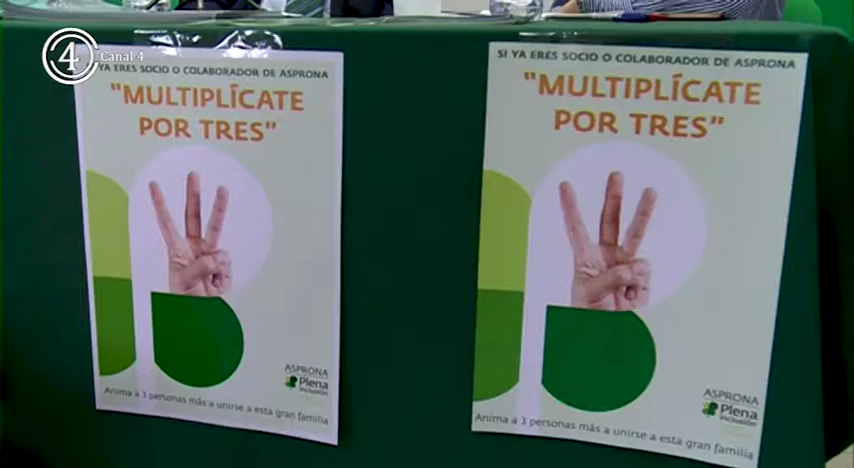 4 Canal 4
YA ERES SOCIO O COLABORADOR DE ASPRONA
"MULTIPLÍCATE
POR TRES"
ASPRONA
Plena
inclusión
Anima a 3 personas más a unirse a esta gran familia
SI YA ERES SOCIO O COLABORADOR DE ASPRONA
"MULTIPLÍCATE
POR TRES"
ASPRONA
Plena
inclusión
Anima a 3 personas más a unirse a esta gran familia